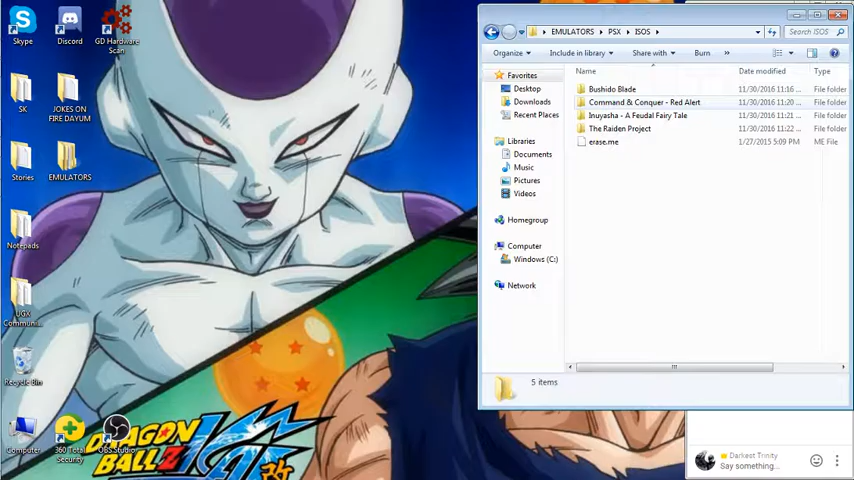 Skype
Discord
GD Hardware
Scan
SK
JOKES ON
FIRE DAYUM
Stories
EMULATORS
Notepads
UGX
Communi...
Recycle Bin
Computer
360 Total
Security
OBS Studio
DRAGON
BALL Z
KAI
改
EMULATORS
PSX
ISOS
Search ISOS
Organize
Include in library
Share with
Burn
»
Name
Date modified
Type
Favorites
Desktop
Downloads
Recent Places
Libraries
Documents
Music
Pictures
Videos
Homegroup
Computer
Windows (C:)
Network
Bushido Blade 11/30/2016 11:16 ... File folder
Command & Conquer - Red Alert 11/30/2016 11:20 ... File folder
Inuyasha - A Feudal Fairy Tale 11/30/2016 11:21 ... File folder
The Raiden Project 11/30/2016 11:22 ... File folder
erase.me 1/27/2015 5:09 PM ME File
5 items
Darkest Trinity
Say something...